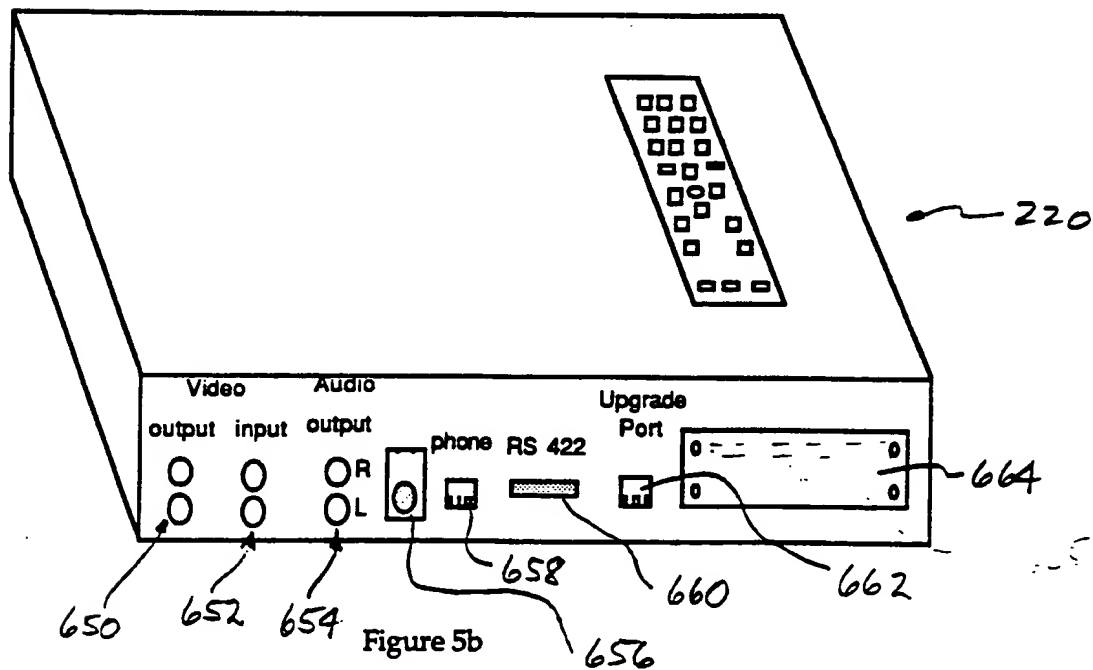 220
Video
Audio
Upgrade
Port
output
input
output
phone
RS 422
R
L
664
650
652
654
658
660
662
656
Figure 5b